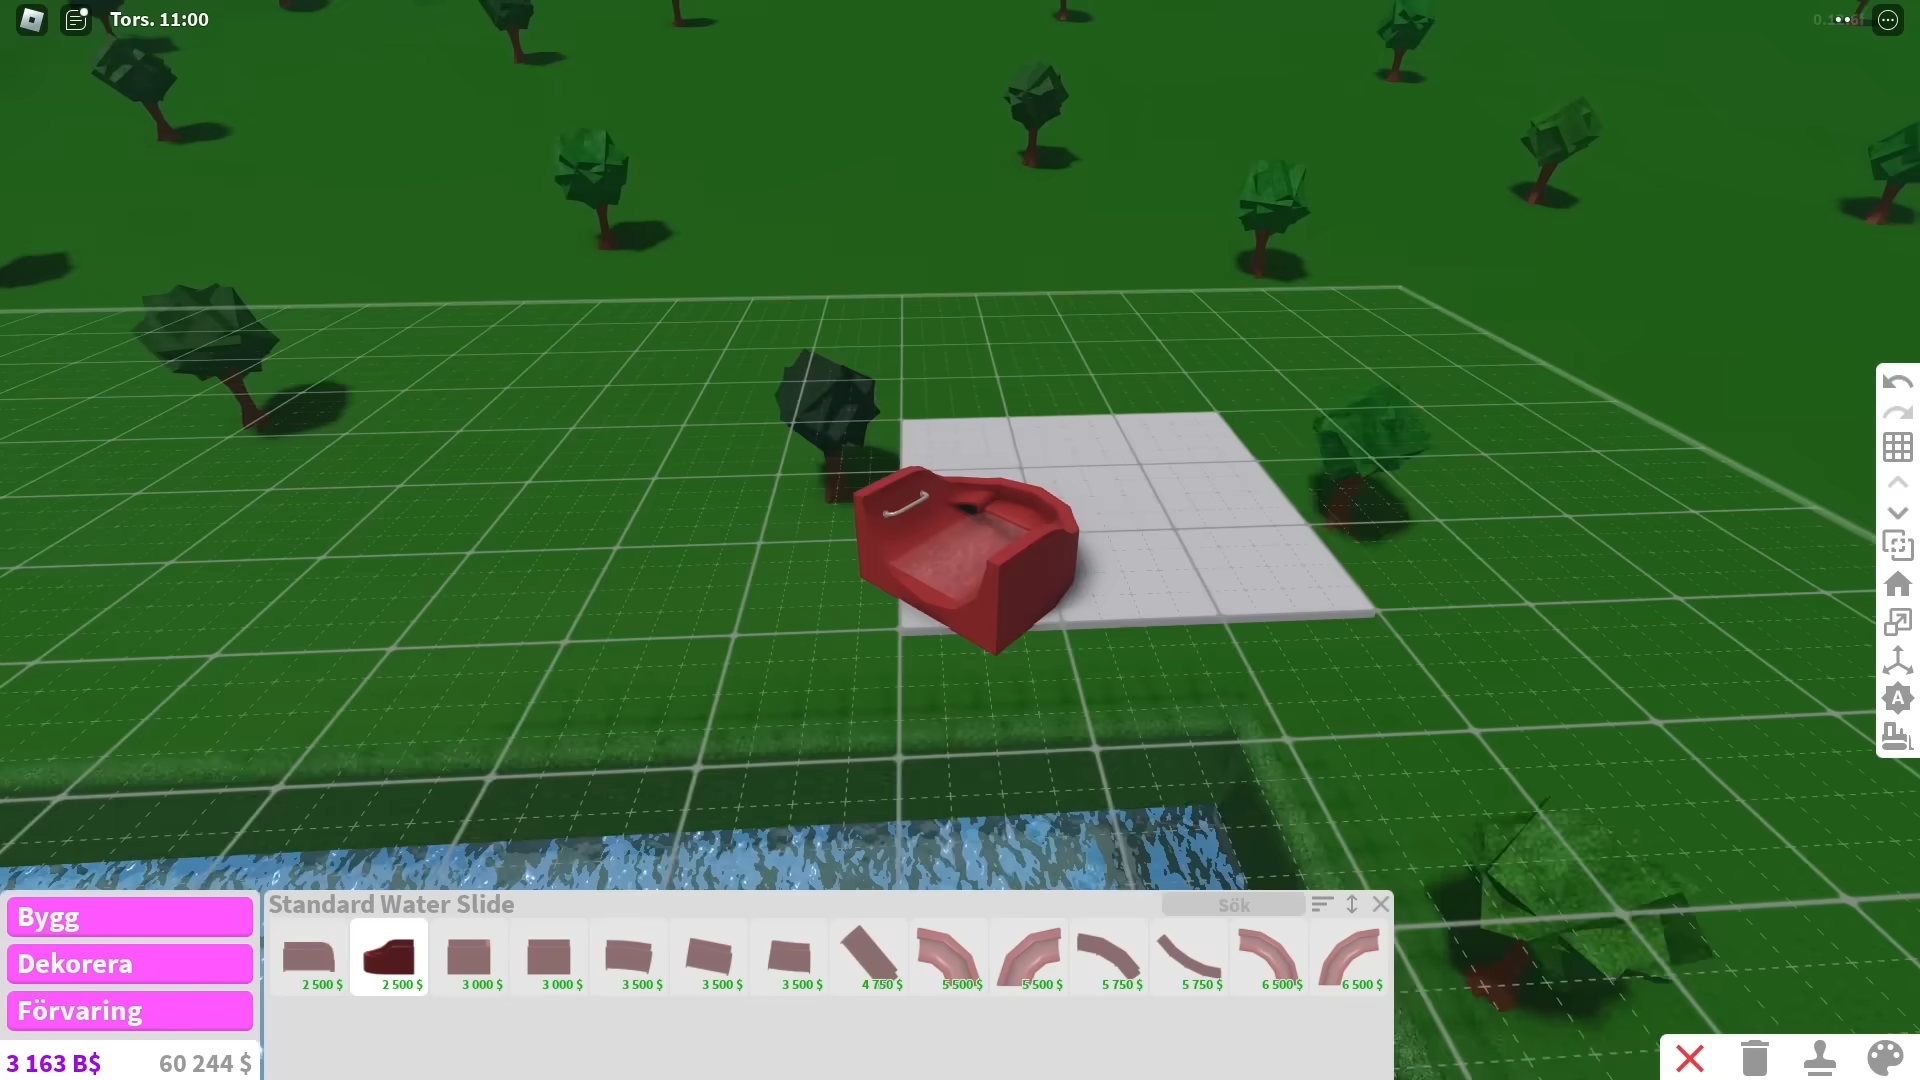 Tors. 11:00
Standard Water Slide
Sök
Bygg
2 500 $
2 500 $
3 000 $
3 000 $
3 500 $
3 500 $
3 500 $
4 750 $
5 500 $
5 500 $
5 750 $
5 750 $
6 500 $
6 500 $
Dekorera
Förvaring
3 163 B$
60 244 $
A